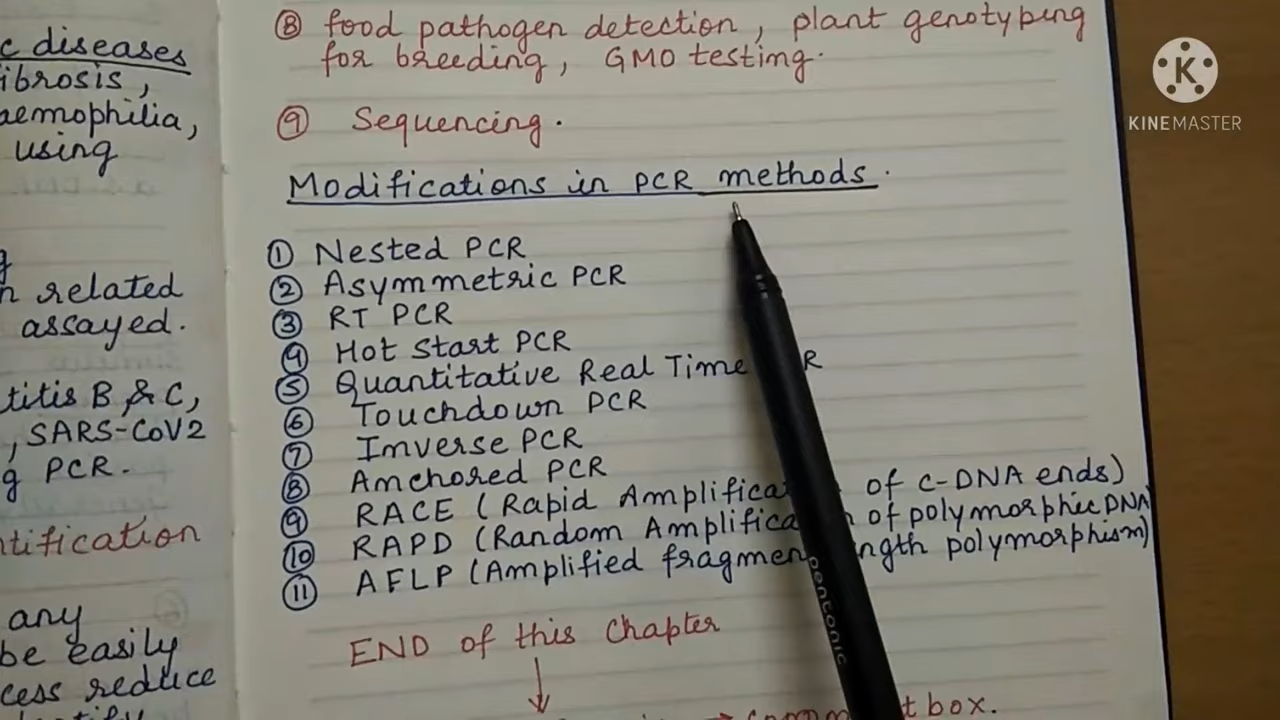 c diseases
ibrosis,
aemophilia,
using
n related
assayed.
titis B & C,
, SARS-CoV2
g PCR.
ntification
any
be easily
cess reduce
⑧ food pathogen detection, plant genotyping
for breeding, GMO testing.
⑨ Sequencing.
Modifications in PCR methods.
① Nested PCR
② Asymmetric PCR
③ RT PCR
④ Hot Start PCR
⑤ Quantitative Real Time R
⑥ Touchdown PCR
⑦ Inverse PCR
⑧ Anchored PCR
⑨ RACE (Rapid Amplifica of C-DNA ends)
⑩ RAPD (Random Amplifica n of polymorphic DNA
⑪ AFLP (Amplified fragmen ngth polymorphism)
END of this Chapter
t box.
pentonic
K
KINEMASTER